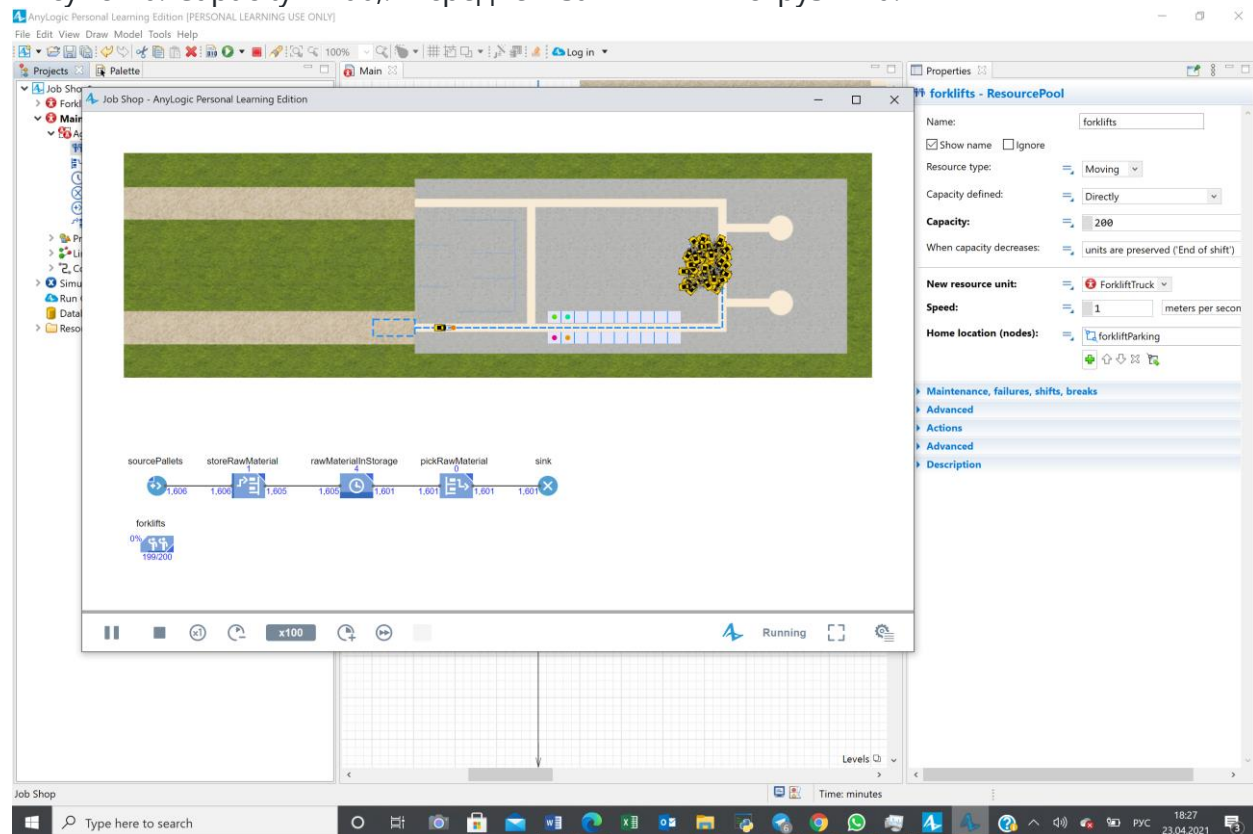 AnyLogic Personal Learning Edition [PERSONAL LEARNING USE ONLY]
File Edit View Draw Model Tools Help
100%
Log in
Projects
Palette
Main
Properties
Job Shop - AnyLogic Personal Learning Edition
forklifts - ResourcePool
Name:
forklifts
Show name
Ignore
Resource type:
Moving
Capacity defined:
Directly
Capacity:
200
When capacity decreases:
units are preserved ('End of shift')
New resource unit:
ForkliftTruck
Speed:
1
meters per secon
Home location (nodes):
forkliftParking
Maintenance, failures, shifts, breaks
Advanced
Actions
Advanced
Description
sourcePallets
storeRawMaterial
rawMaterialInStorage
pickRawMaterial
sink
1
4
0
1,606
1,606
1,605
1,605
1,601
1,601
1,601
1,601
forklifts
0%
199/200
x1
x100
Running
Levels
Job Shop
Time: minutes
Type here to search
РУС
18:27
23.04.2021
3